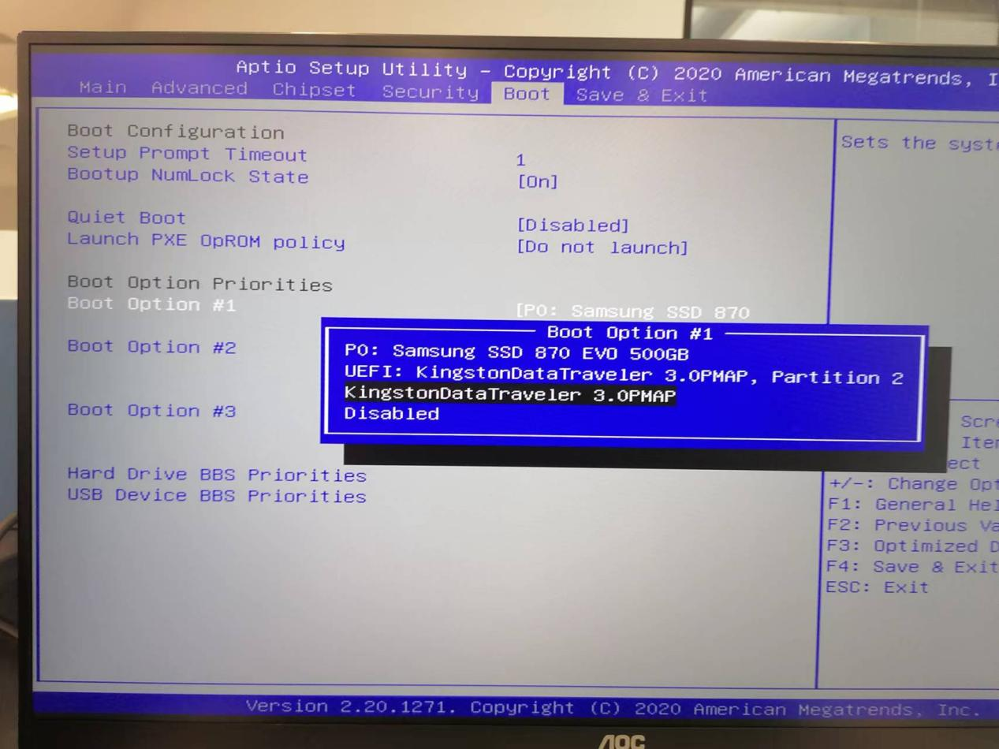 Aptio Setup Utility – Copyright (C) 2020 American Megatrends, I
Main Advanced Chipset Security Boot Save & Exit
Boot Configuration
Setup Prompt Timeout 1
Bootup NumLock State [On]
Quiet Boot [Disabled]
Launch PXE OpROM policy [Do not launch]
Boot Option Priorities
Boot Option #1 [P0: Samsung SSD 870
Boot Option #2
Boot Option #3
Hard Drive BBS Priorities
USB Device BBS Priorities
Boot Option #1
P0: Samsung SSD 870 EVO 500GB
UEFI: KingstonDataTraveler 3.0PMAP, Partition 2
KingstonDataTraveler 3.0PMAP
Disabled
Sets the syst
Scr
Ite
ect
+/-: Change Opt
F1: General Hel
F2: Previous Va
F3: Optimized D
F4: Save & Exit
ESC: Exit
Version 2.20.1271. Copyright (C) 2020 American Megatrends, Inc.
AOC